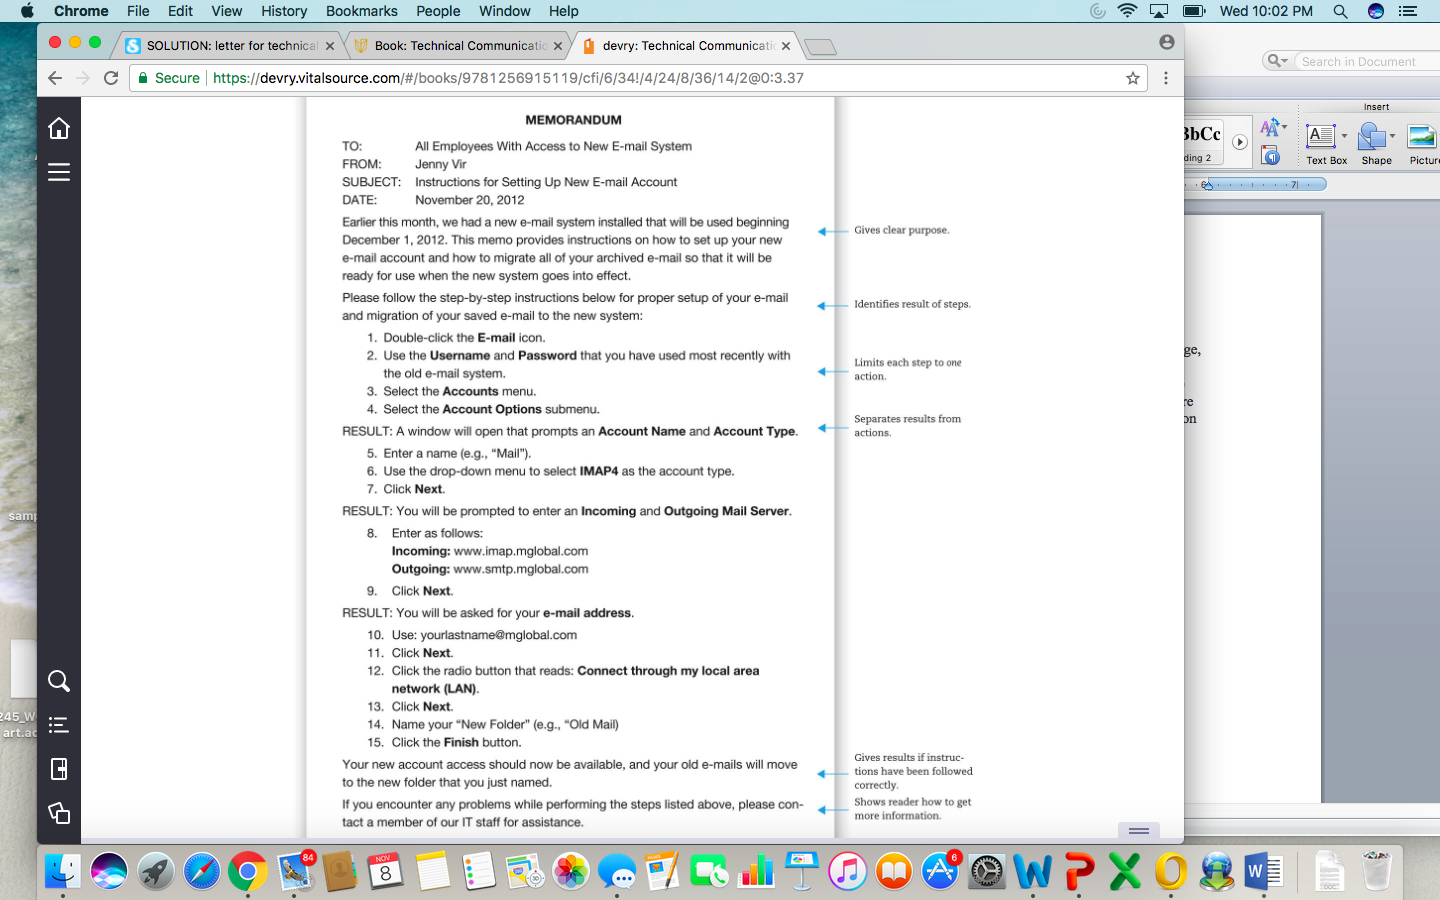 Chrome File Edit View History Bookmarks People Window Help Wed 10:02 PM
SOLUTION: letter for technical
Book: Technical Communicatio
devry: Technical Communicatio
Secure https://devry.vitalsource.com/#/books/9781256915119/cfi/6/34!/4/24/8/36/14/2@0:3.37
Search in Document
Insert
bCc
ding 2
Text Box Shape Picture
7
MEMORANDUM
TO: All Employees With Access to New E-mail System
FROM: Jenny Vir
SUBJECT: Instructions for Setting Up New E-mail Account
DATE: November 20, 2012
Earlier this month, we had a new e-mail system installed that will be used beginning
December 1, 2012. This memo provides instructions on how to set up your new
e-mail account and how to migrate all of your archived e-mail so that it will be
ready for use when the new system goes into effect.
Gives clear purpose.
Please follow the step-by-step instructions below for proper setup of your e-mail
and migration of your saved e-mail to the new system:
Identifies result of steps.
1. Double-click the E-mail icon.
2. Use the Username and Password that you have used most recently with
the old e-mail system.
3. Select the Accounts menu.
4. Select the Account Options submenu.
Limits each step to one
action.
RESULT: A window will open that prompts an Account Name and Account Type.
Separates results from
actions.
5. Enter a name (e.g., “Mail”).
6. Use the drop-down menu to select IMAP4 as the account type.
7. Click Next.
RESULT: You will be prompted to enter an Incoming and Outgoing Mail Server.
8. Enter as follows:
Incoming: www.imap.mglobal.com
Outgoing: www.smtp.mglobal.com
9. Click Next.
RESULT: You will be asked for your e-mail address.
10. Use: yourlastname@mglobal.com
11. Click Next.
12. Click the radio button that reads: Connect through my local area
network (LAN).
13. Click Next.
14. Name your “New Folder” (e.g., “Old Mail)
15. Click the Finish button.
Your new account access should now be available, and your old e-mails will move
to the new folder that you just named.
Gives results if instruc-
tions have been followed
correctly.
If you encounter any problems while performing the steps listed above, please con-
tact a member of our IT staff for assistance.
Shows reader how to get
more information.
ge,
re
on
samp
245_W
art.ac
84
NOV
8
6
DOC